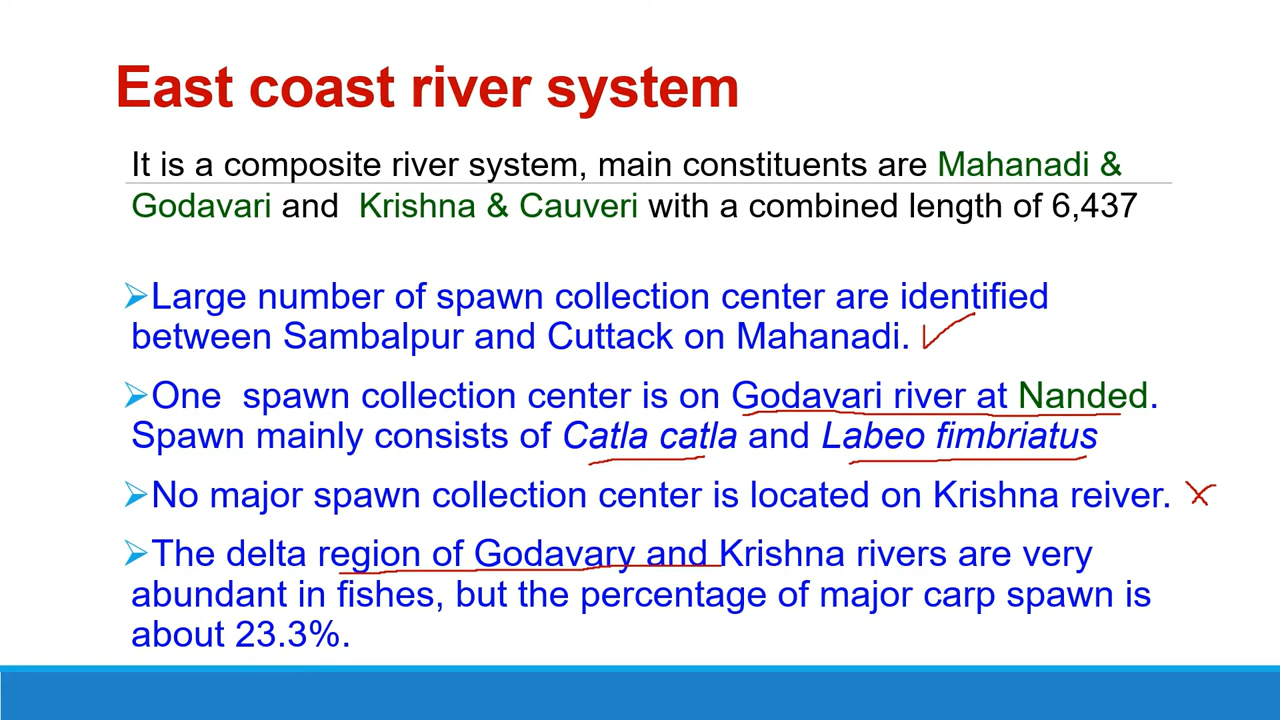 East coast river system
It is a composite river system, main constituents are Mahanadi &
Godavari and Krishna & Cauveri with a combined length of 6,437
➢Large number of spawn collection center are identified
between Sambalpur and Cuttack on Mahanadi.
➢One spawn collection center is on Godavari river at Nanded.
Spawn mainly consists of Catla catla and Labeo fimbriatus
➢No major spawn collection center is located on Krishna reiver.
➢The delta region of Godavary and Krishna rivers are very
abundant in fishes, but the percentage of major carp spawn is
about 23.3%.